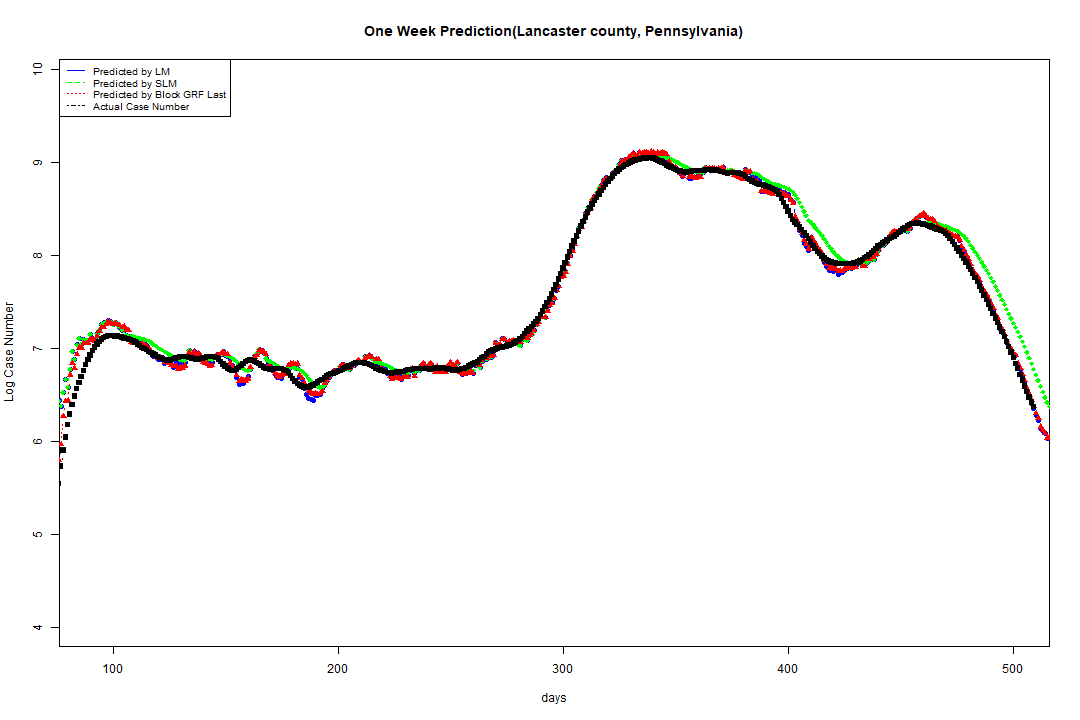 One Week Prediction(Lancaster county, Pennsylvania)
Predicted by LM
Predicted by SLM
Predicted by Block GRF Last
Actual Case Number
10
9
8
7
6
5
4
Log Case Number
100 200 300 400 500
days